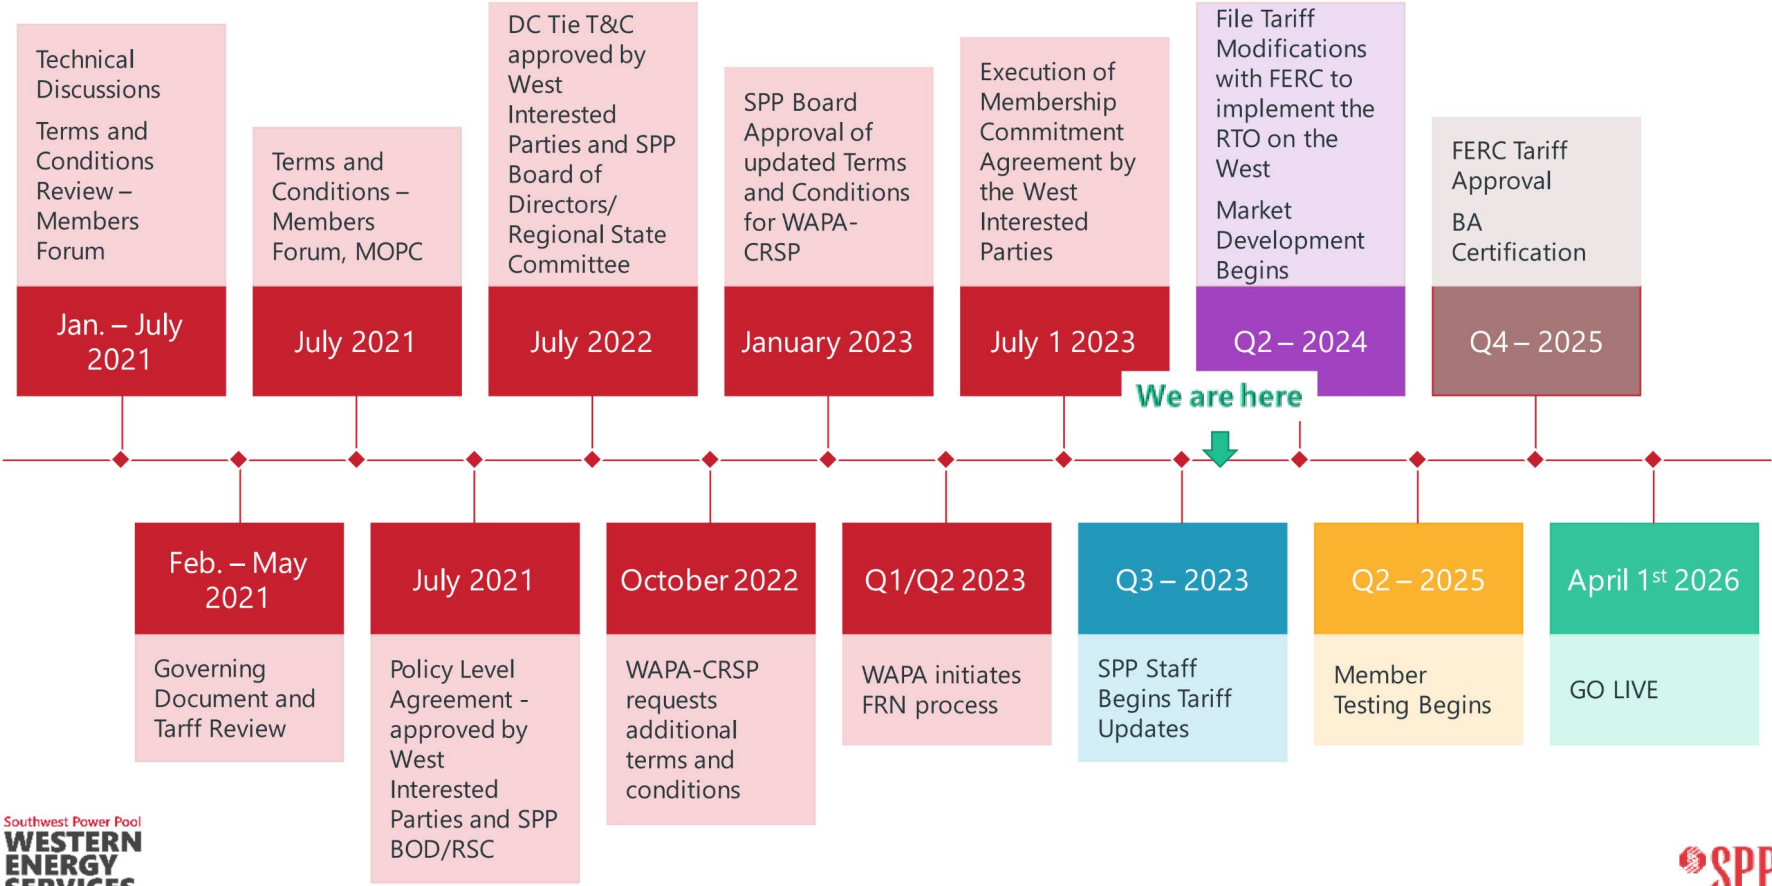 Technical
Discussions
Terms and
Conditions
Review –
Members
Forum
Jan. – July
2021
Terms and
Conditions –
Members
Forum, MOPC
July 2021
DC Tie T&C
approved by
West
Interested
Parties and SPP
Board of
Directors/
Regional State
Committee
July 2022
SPP Board
Approval of
updated Terms
and Conditions
for WAPA-
CRSP
January 2023
Execution of
Membership
Commitment
Agreement by
the West
Interested
Parties
July 1 2023
File Tariff
Modifications
with FERC to
implement the
RTO on the
West
Market
Development
Begins
Q2 – 2024
FERC Tariff
Approval
BA
Certification
Q4 – 2025
We are here
Feb. – May
2021
Governing
Document and
Tarff Review
July 2021
Policy Level
Agreement -
approved by
West
Interested
Parties and SPP
BOD/RSC
October 2022
WAPA-CRSP
requests
additional
terms and
conditions
Q1/Q2 2023
WAPA initiates
FRN process
Q3 – 2023
SPP Staff
Begins Tariff
Updates
Q2 – 2025
Member
Testing Begins
April 1st 2026
GO LIVE
Southwest Power Pool
WESTERN
ENERGY
SERVICES
SPP